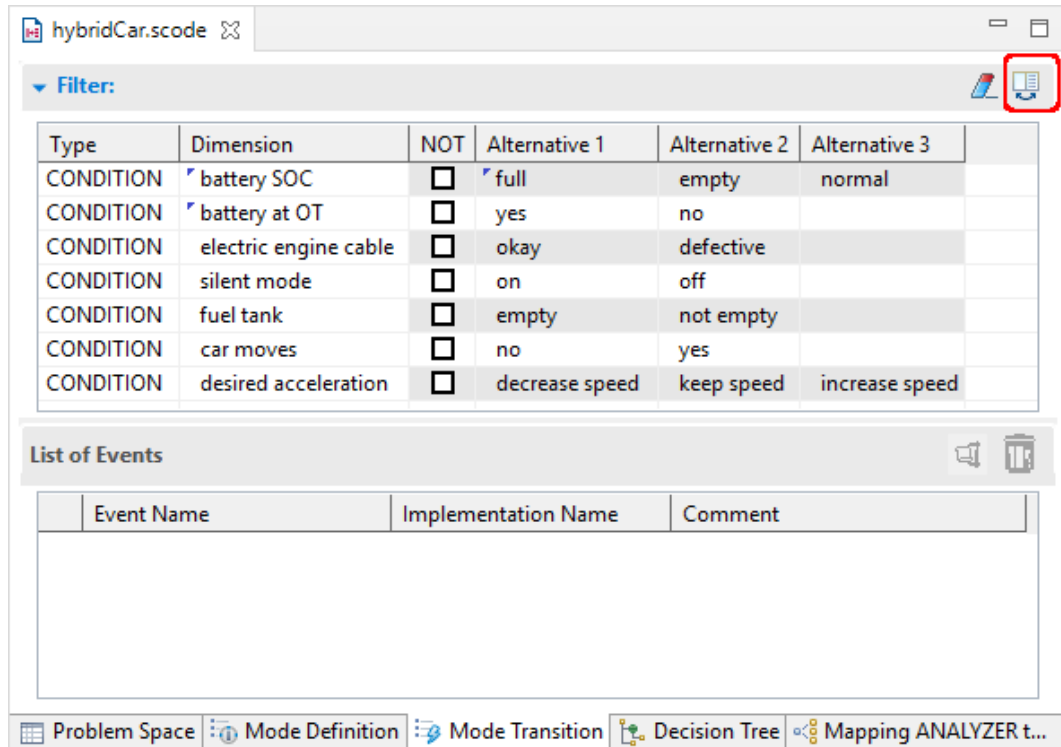 hybridCar.scode
Filter:
Type Dimension NOT Alternative 1 Alternative 2 Alternative 3
CONDITION battery SOC full empty normal
CONDITION battery at OT yes no
CONDITION electric engine cable okay defective
CONDITION silent mode on off
CONDITION fuel tank empty not empty
CONDITION car moves no yes
CONDITION desired acceleration decrease speed keep speed increase speed
List of Events
Event Name Implementation Name Comment
Problem Space Mode Definition Mode Transition Decision Tree Mapping ANALYZER t...